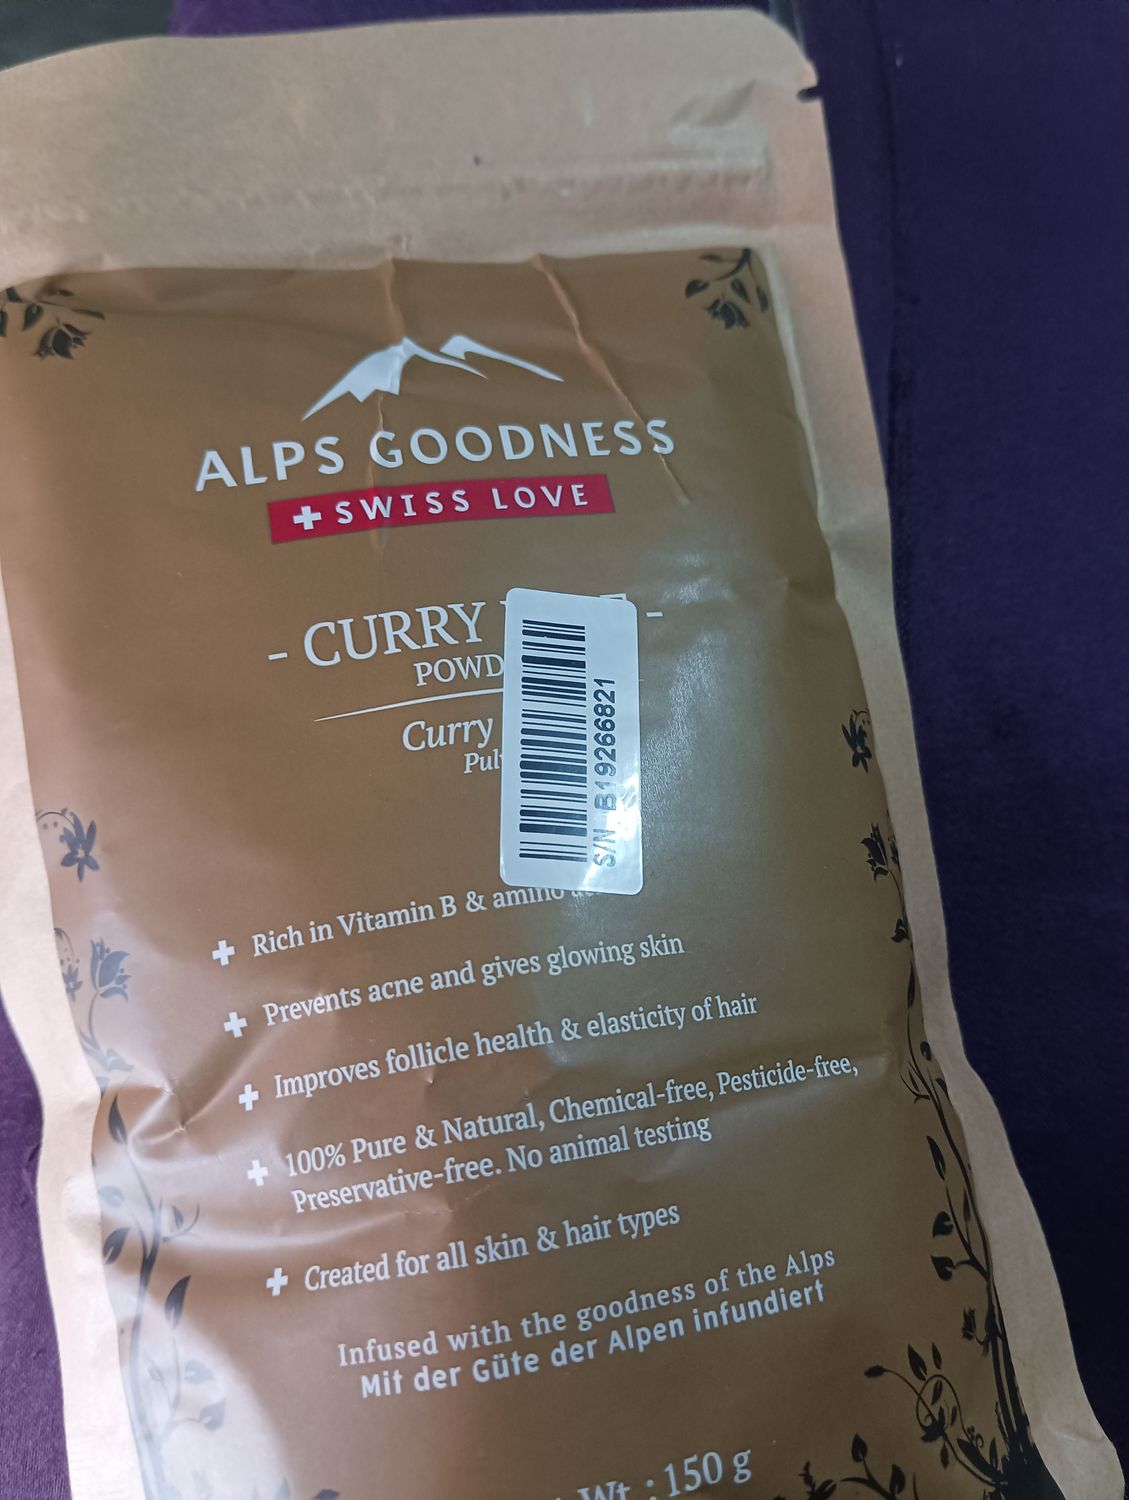 ALPS GOODNESS
SWISS LOVE
- CURRY -
POWD
Curry
Pul
S/N B19266821
Rich in Vitamin B & amino
Prevents acne and gives glowing skin
Improves follicle health & elasticity of hair
100% Pure & Natural, Chemical-free, Pesticide-free,
Preservative-free. No animal testing
Created for all skin & hair types
Infused with the goodness of the Alps
Mit der Güte der Alpen infundiert
Wt. : 150 g